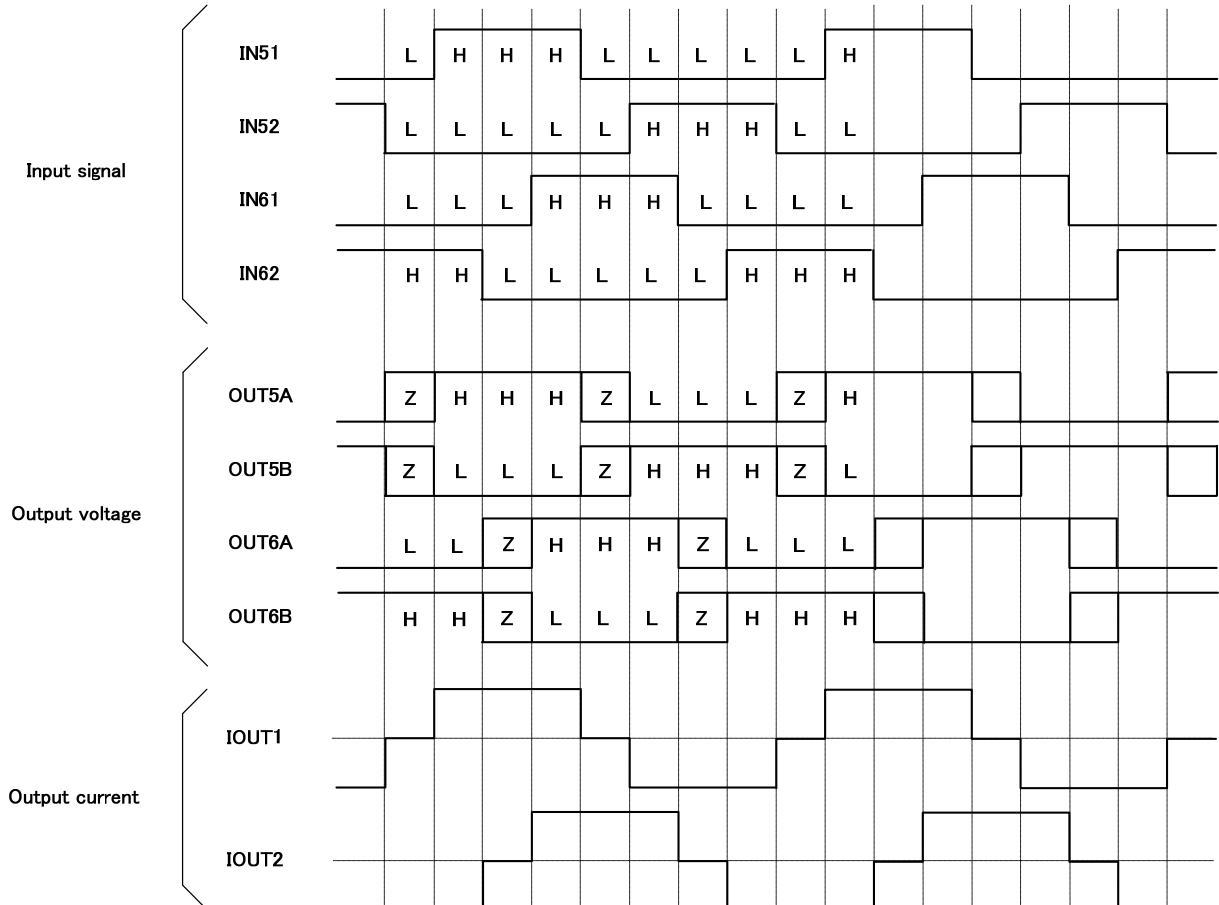 IN51 L H H H L L L L L H
IN52 L L L L L H H H L L
Input signal
IN61 L L L H H H L L L L
IN62 H H L L L L L H H H
OUT5A Z H H H Z L L L Z H
OUT5B Z L L L Z H H H Z L
Output voltage
OUT6A L L Z H H H Z L L L
OUT6B H H Z L L L Z H H H
IOUT1
Output current
IOUT2